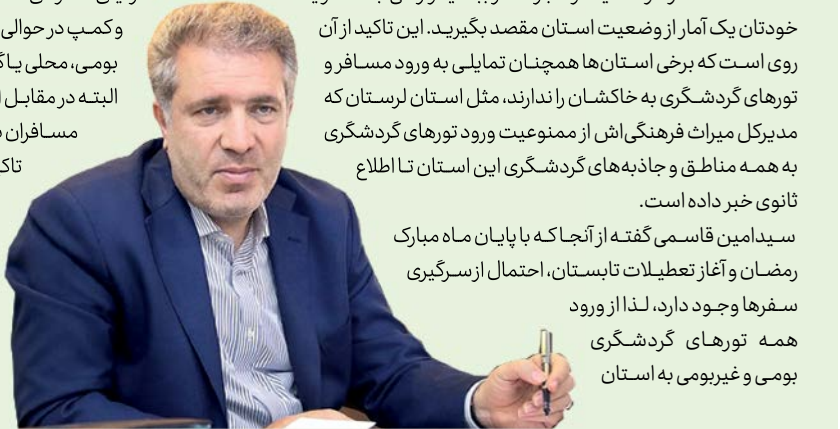 خودتان یک آمار از وضعیت استان مقصد بگیرید. این تاکید از آن
روی است که برخی استان‌ها همچنان تمایلی به ورود مسافر و
تورهای گردشگری به خاکشان را ندارند، مثل استان لرستان که
مدیرکل میراث فرهنگی‌اش از ممنوعیت ورود تورهای گردشگری
به همه مناطق و جاذبه‌های گردشگری این استان تا اطلاع
ثانوی خبر داده است.
سیدامین قاسمی گفته از آنجا که با پایان ماه مبارک
رمضان و آغاز تعطیلات تابستان، احتمال ازسرگیری
سفرها وجود دارد، لذا از ورود
همه تورهای گردشگری
بومی و غیربومی به استان
و کمپ در حوالی
بومی، محلی یا
البته در مقابل
مسافران